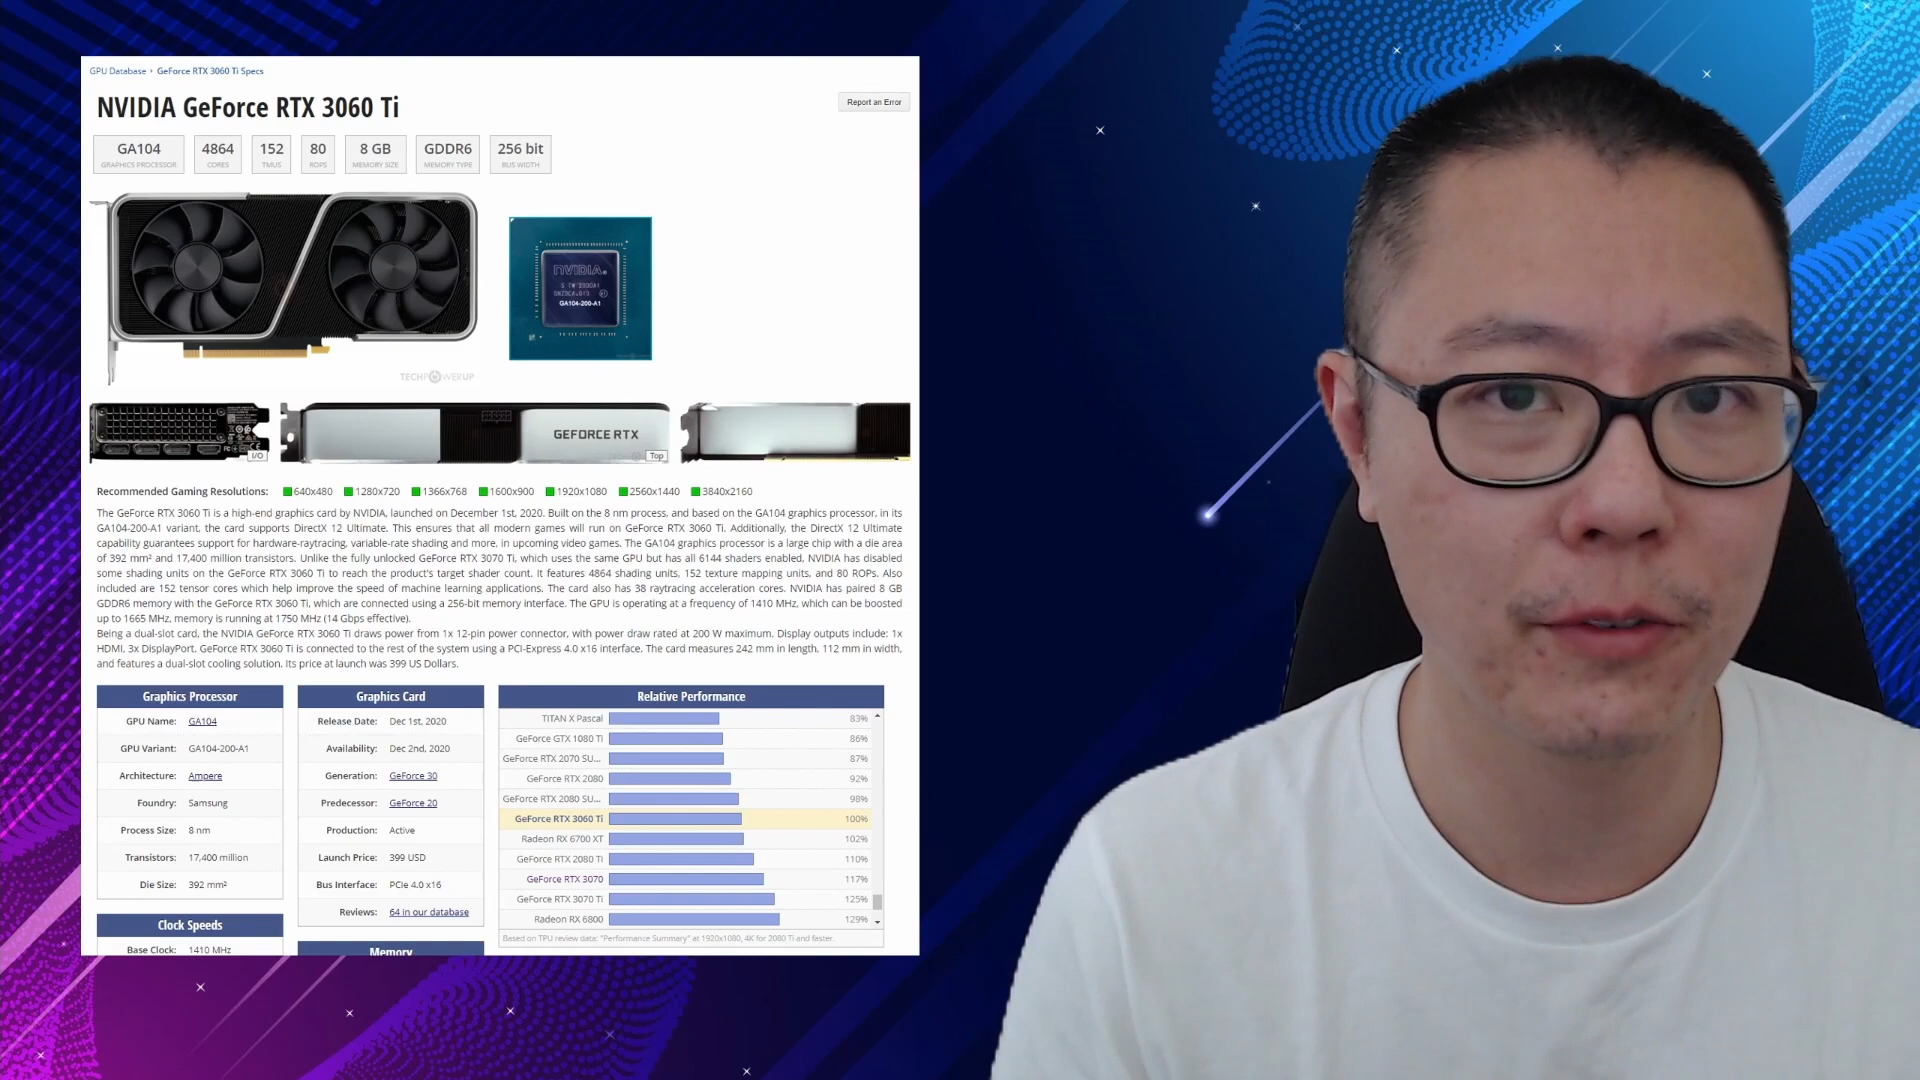 GPU Database › GeForce RTX 3060 Ti Specs
NVIDIA GeForce RTX 3060 Ti
Report an Error
GA104 4864 152 80 8 GB GDDR6 256 bit
GRAPHICS PROCESSOR CORES TMUS ROPS MEMORY SIZE MEMORY TYPE BUS WIDTH
NVIDIA.
GA104-200-A1
TECHPOWERUP
GEFORCE RTX
I/O
Top
Recommended Gaming Resolutions: 640x480 1280x720 1366x768 1600x900 1920x1080 2560x1440 3840x2160
The GeForce RTX 3060 Ti is a high-end graphics card by NVIDIA, launched on December 1st, 2020. Built on the 8 nm process, and based on the GA104 graphics processor, in its
GA104-200-A1 variant, the card supports DirectX 12 Ultimate. This ensures that all modern games will run on GeForce RTX 3060 Ti. Additionally, the DirectX 12 Ultimate
capability guarantees support for hardware-raytracing, variable-rate shading and more, in upcoming video games. The GA104 graphics processor is a large chip with a die area
of 392 mm² and 17,400 million transistors. Unlike the fully unlocked GeForce RTX 3070 Ti, which uses the same GPU but has all 6144 shaders enabled, NVIDIA has disabled
some shading units on the GeForce RTX 3060 Ti to reach the product's target shader count. It features 4864 shading units, 152 texture mapping units, and 80 ROPs. Also
included are 152 tensor cores which help improve the speed of machine learning applications. The card also has 38 raytracing acceleration cores. NVIDIA has paired 8 GB
GDDR6 memory with the GeForce RTX 3060 Ti, which are connected using a 256-bit memory interface. The GPU is operating at a frequency of 1410 MHz, which can be boosted
up to 1665 MHz, memory is running at 1750 MHz (14 Gbps effective).
Being a dual-slot card, the NVIDIA GeForce RTX 3060 Ti draws power from 1x 12-pin power connector, with power draw rated at 200 W maximum. Display outputs include: 1x
HDMI, 3x DisplayPort. GeForce RTX 3060 Ti is connected to the rest of the system using a PCI-Express 4.0 x16 interface. The card measures 242 mm in length, 112 mm in width,
and features a dual-slot cooling solution. Its price at launch was 399 US Dollars.
Graphics Processor
GPU Name: GA104
GPU Variant: GA104-200-A1
Architecture: Ampere
Foundry: Samsung
Process Size: 8 nm
Transistors: 17,400 million
Die Size: 392 mm²
Clock Speeds
Base Clock: 1410 MHz
Graphics Card
Release Date: Dec 1st, 2020
Availability: Dec 2nd, 2020
Generation: GeForce 30
Predecessor: GeForce 20
Production: Active
Launch Price: 399 USD
Bus Interface: PCIe 4.0 x16
Reviews: 64 in our database
Memory
Relative Performance
TITAN X Pascal 83%
GeForce GTX 1080 Ti 86%
GeForce RTX 2070 SU... 87%
GeForce RTX 2080 92%
GeForce RTX 2080 SU... 98%
GeForce RTX 3060 Ti 100%
Radeon RX 6700 XT 102%
GeForce RTX 2080 Ti 110%
GeForce RTX 3070 117%
GeForce RTX 3070 Ti 125%
Radeon RX 6800 129%
Based on TPU review data: "Performance Summary" at 1920x1080, 4K for 2080 Ti and faster.